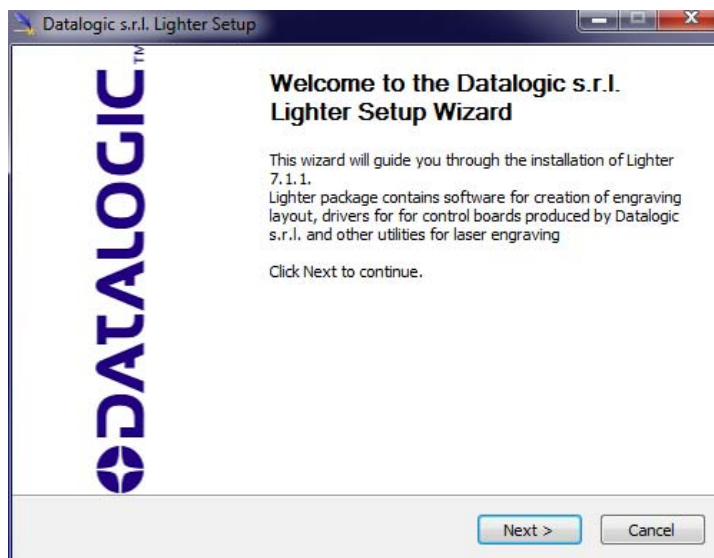 Datalogic s.r.l. Lighter Setup
DATALOGIC™
Welcome to the Datalogic s.r.l.
Lighter Setup Wizard
This wizard will guide you through the installation of Lighter
7.1.1.
Lighter package contains software for creation of engraving
layout, drivers for for control boards produced by Datalogic
s.r.l. and other utilities for laser engraving
Click Next to continue.
Next >
Cancel